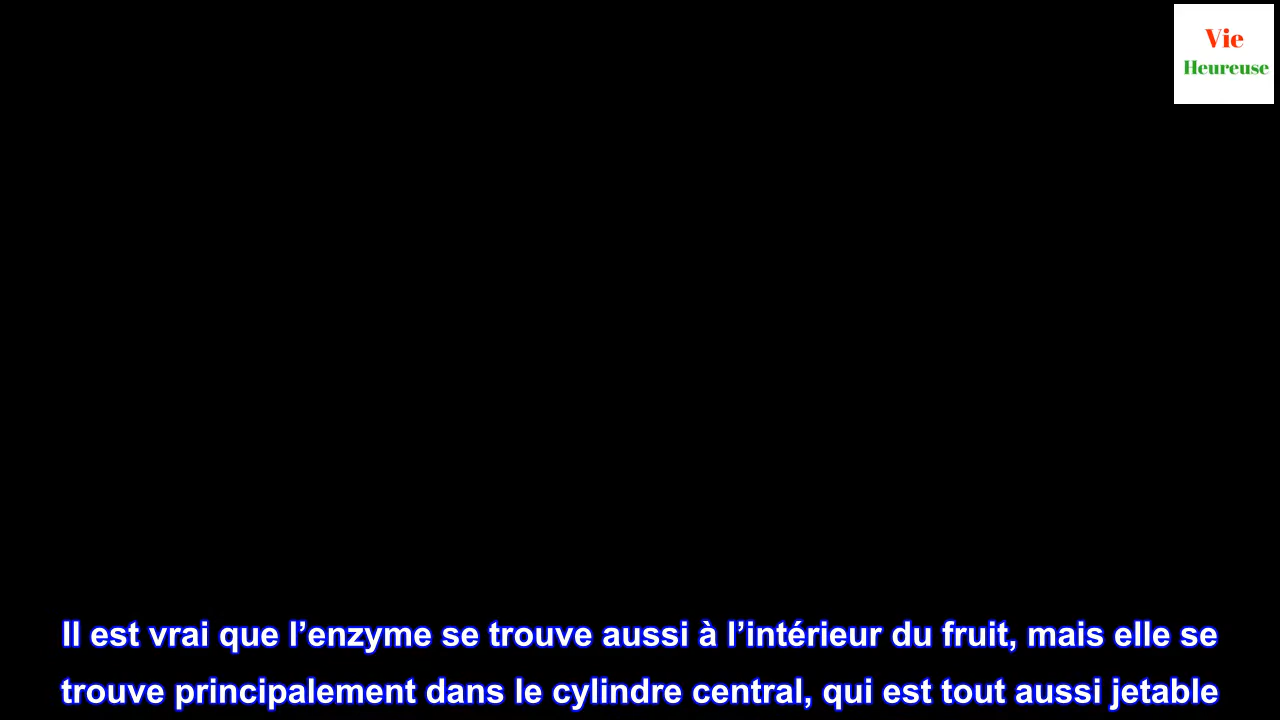 Vie
Heureuse
Il est vrai que l’enzyme se trouve aussi à l’intérieur du fruit, mais elle se
trouve principalement dans le cylindre central, qui est tout aussi jetable